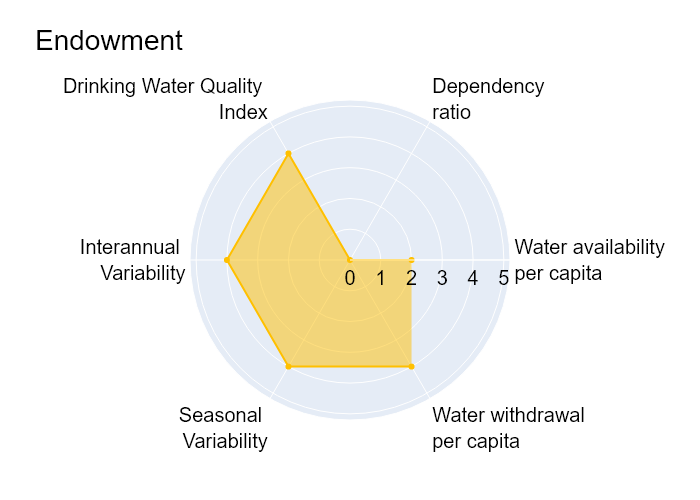 Endowment
Drinking Water Quality
Index
Dependency
ratio
Interannual
Variability
Water availability
per capita
0 1 2 3 4 5
Seasonal
Variability
Water withdrawal
per capita